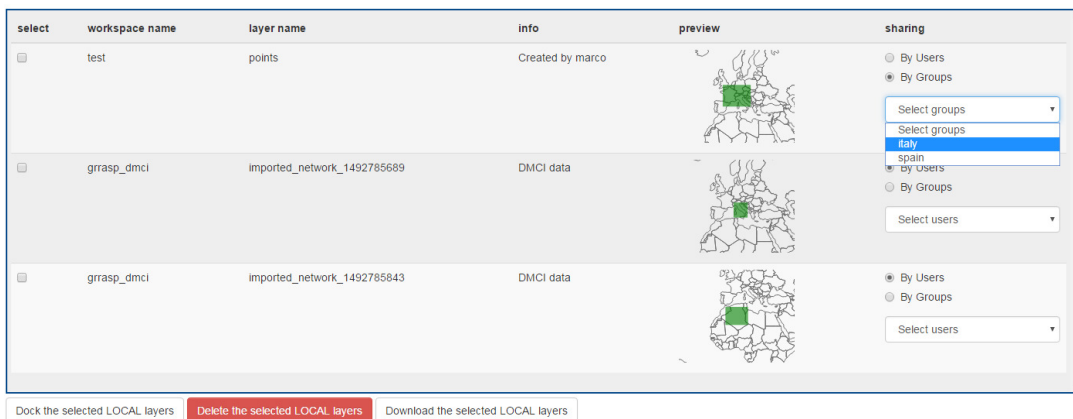 select workspace name layer name info preview sharing
test points Created by marco By Users
By Groups
Select groups
Select groups
italy
spain
grrasp_dmci imported_network_1492785689 DMCI data By Users
By Groups
Select users
grrasp_dmci imported_network_1492785843 DMCI data By Users
By Groups
Select users
Dock the selected LOCAL layers Delete the selected LOCAL layers Download the selected LOCAL layers